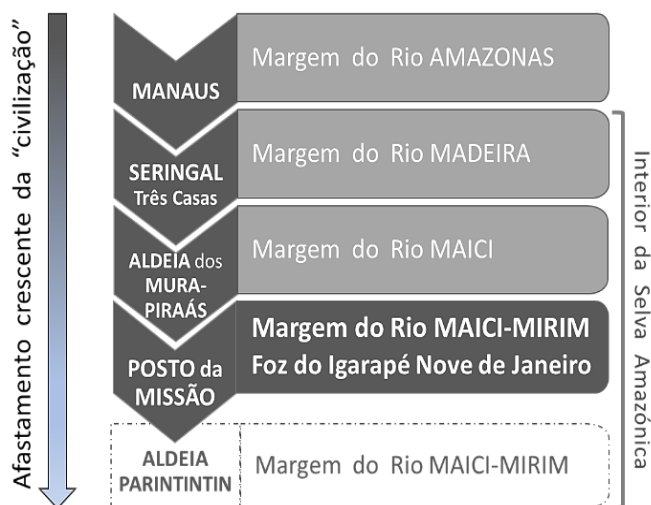 Afastamento crescente da “civilização”
MANAUS
Margem do Rio AMAZONAS
SERINGAL
Três Casas
Margem do Rio MADEIRA
ALDEIA dos
MURA-
PIRAÁS
Margem do Rio MAICI
POSTO da
MISSÃO
Margem do Rio MAICI-MIRIM
Foz do Igarapé Nove de Janeiro
ALDEIA
PARINTINTIN
Margem do Rio MAICI-MIRIM
Interior da Selva Amazónica